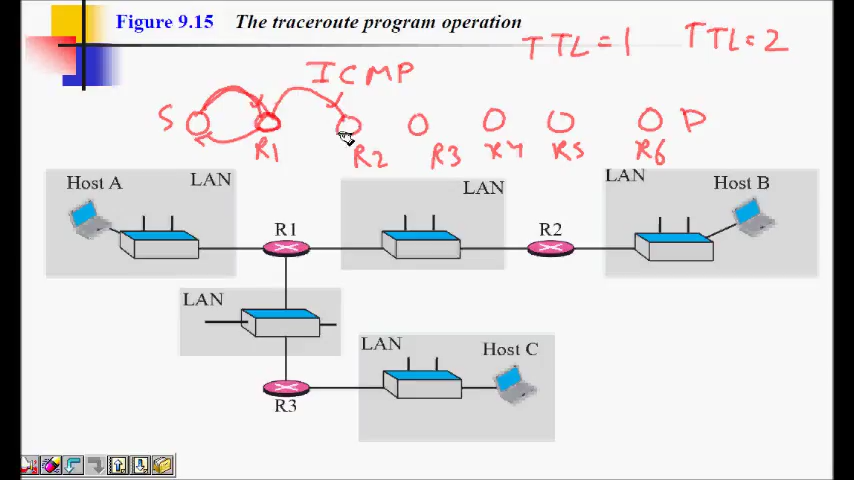 Figure 9.15 The traceroute program operation
TTL=1 TTL=2
ICMP
S D
R1 R2 R3 R4 R5 R6
Host A LAN
LAN
LAN Host B
R1
R2
LAN
LAN Host C
R3